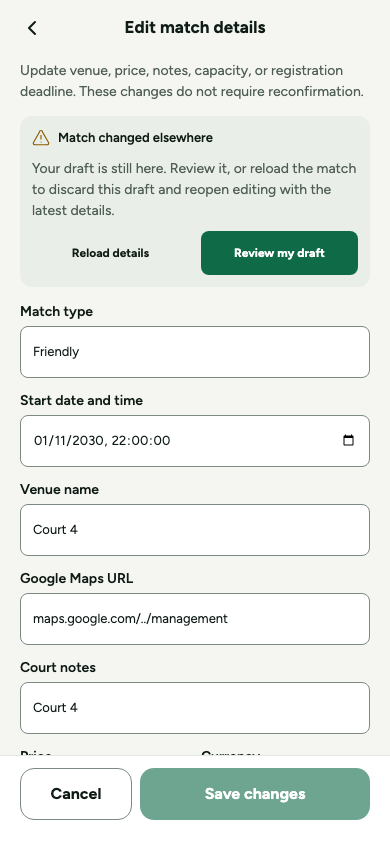 Edit match details
Update venue, price, notes, capacity, or registration
deadline. These changes do not require reconfirmation.
Match changed elsewhere
Your draft is still here. Review it, or reload the match
to discard this draft and reopen editing with the
latest details.
Reload details
Review my draft
Match type
Friendly
Start date and time
01/11/2030, 22:00:00
Venue name
Court 4
Google Maps URL
maps.google.com/../management
Court notes
Court 4
Price
Currency
Cancel
Save changes